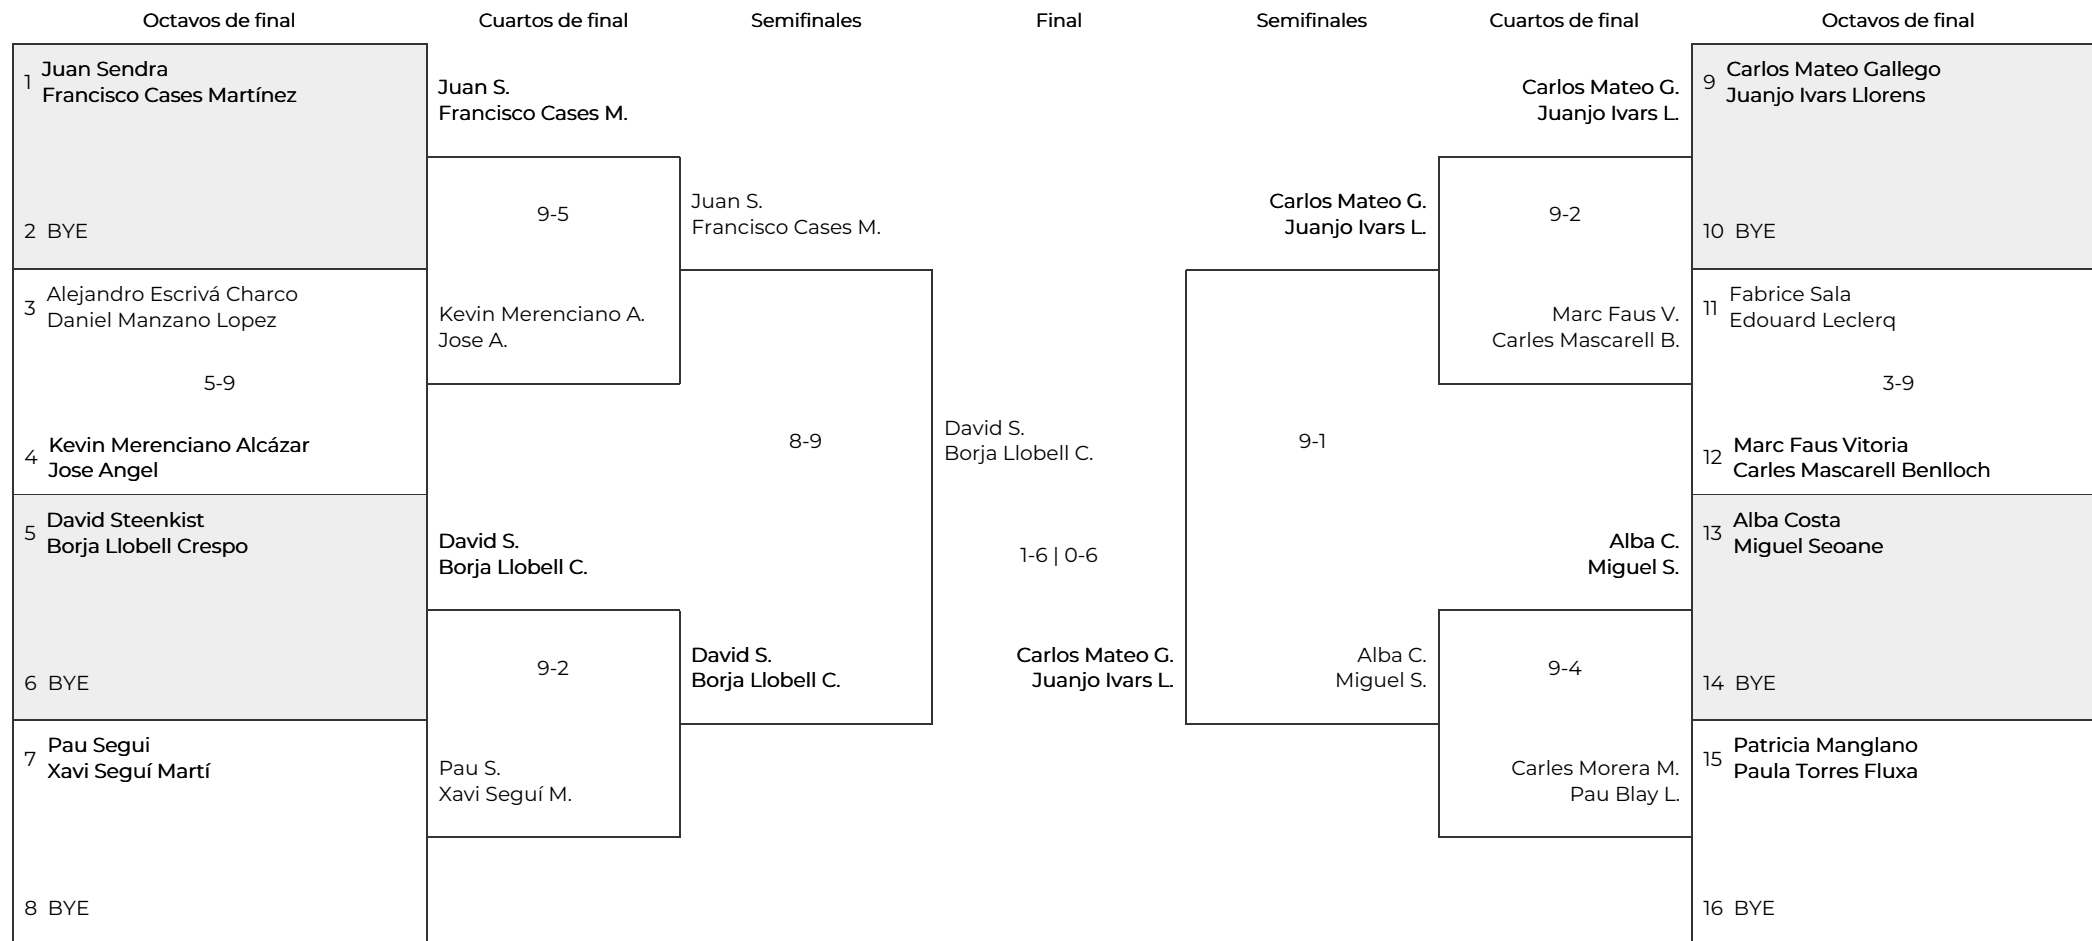 Octavos de final
Cuartos de final
Semifinales
Final
Semifinales
Cuartos de final
Octavos de final
1
Juan Sendra
Francisco Cases Martínez
2 BYE
3
Alejandro Escrivá Charco
Daniel Manzano Lopez
5-9
4
Kevin Merenciano Alcázar
Jose Angel
5
David Steenkist
Borja Llobell Crespo
6 BYE
7
Pau Segui
Xavi Seguí Martí
8 BYE
Juan S.
Francisco Cases M.
9-5
Kevin Merenciano A.
Jose A.
David S.
Borja Llobell C.
9-2
Pau S.
Xavi Seguí M.
Juan S.
Francisco Cases M.
8-9
David S.
Borja Llobell C.
David S.
Borja Llobell C.
1-6 | 0-6
Carlos Mateo G.
Juanjo Ivars L.
Carlos Mateo G.
Juanjo Ivars L.
9-1
Alba C.
Miguel S.
Carlos Mateo G.
Juanjo Ivars L.
9-2
Marc Faus V.
Carles Mascarell B.
Alba C.
Miguel S.
9-4
Carles Morera M.
Pau Blay L.
9
Carlos Mateo Gallego
Juanjo Ivars Llorens
10 BYE
11
Fabrice Sala
Edouard Leclerq
3-9
12
Marc Faus Vitoria
Carles Mascarell Benlloch
13
Alba Costa
Miguel Seoane
14 BYE
15
Patricia Manglano
Paula Torres Fluxa
16 BYE